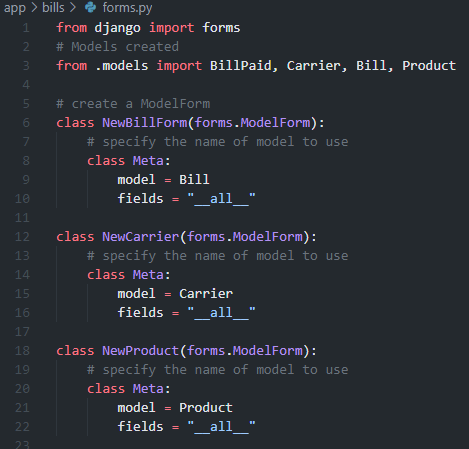 app > bills > forms.py
1 from django import forms
2 # Models created
3 from .models import BillPaid, Carrier, Bill, Product
4
5 # create a ModelForm
6 class NewBillForm(forms.ModelForm):
7     # specify the name of model to use
8     class Meta:
9         model = Bill
10         fields = "__all__"
11
12 class NewCarrier(forms.ModelForm):
13     # specify the name of model to use
14     class Meta:
15         model = Carrier
16         fields = "__all__"
17
18 class NewProduct(forms.ModelForm):
19     # specify the name of model to use
20     class Meta:
21         model = Product
22         fields = "__all__"
23